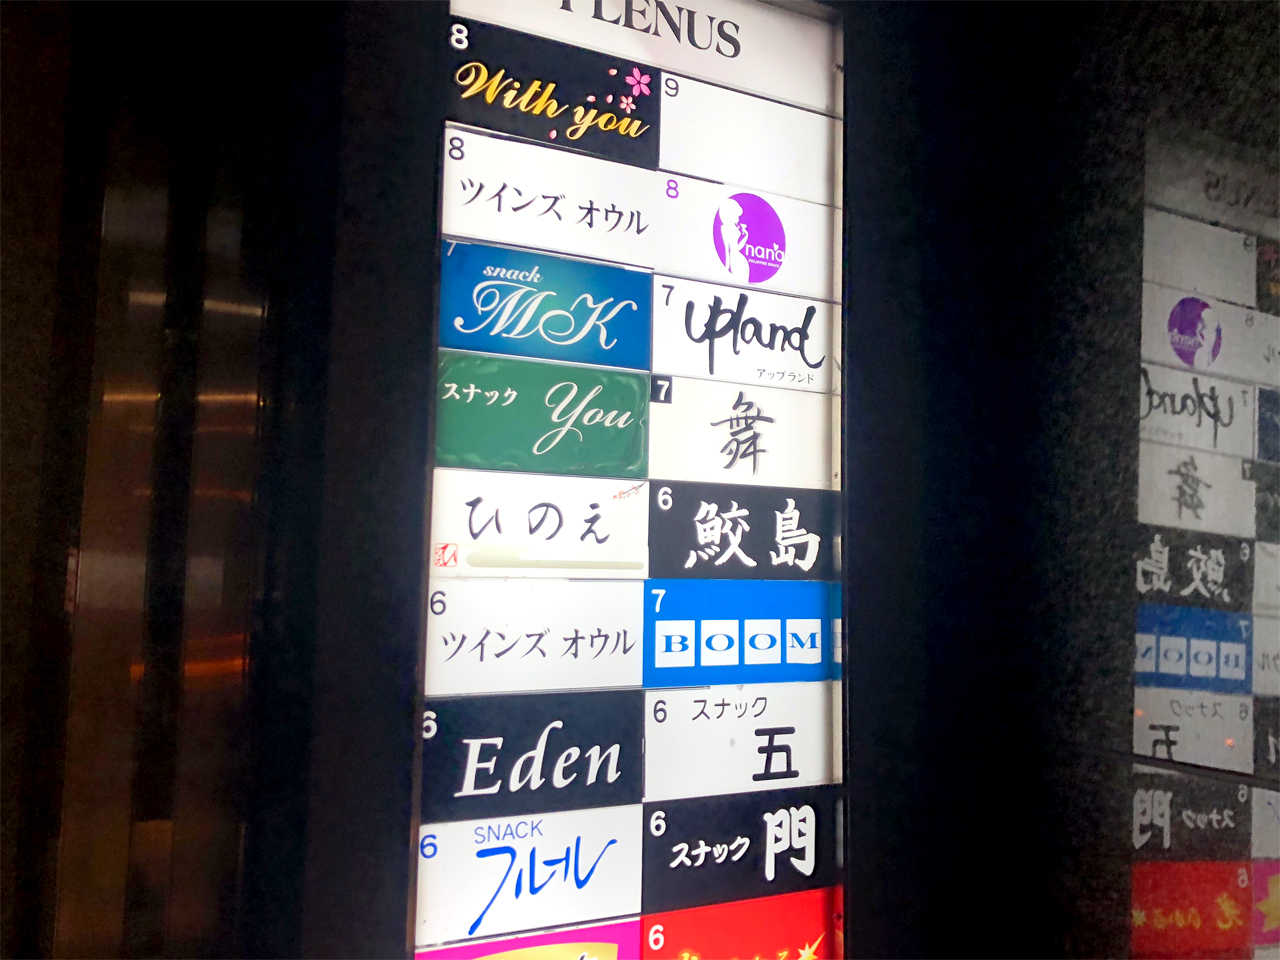 PLENUS
8
With you
9
8
ツインズ オウル
8
nana
7
snack
MK
7
upland
アップランド
スナック You
7
舞
ひのえ
6
鮫島
6
ツインズ オウル
7
BOOM
6
Eden
6
スナック
五
6
SNACK
フルール
6
スナック 門
6